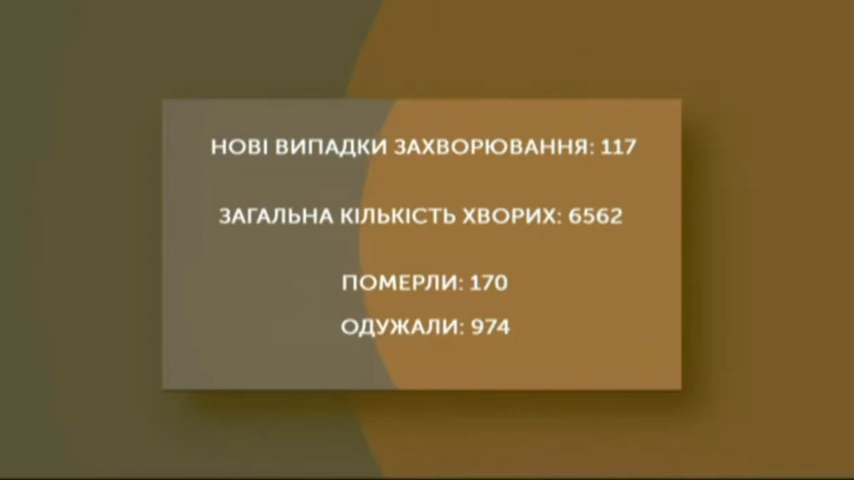 НОВІ ВИПАДКИ ЗАХВОРЮВАННЯ: 117
ЗАГАЛЬНА КІЛЬКІСТЬ ХВОРИХ: 6562
ПОМЕРЛИ: 170
ОДУЖАЛИ: 974